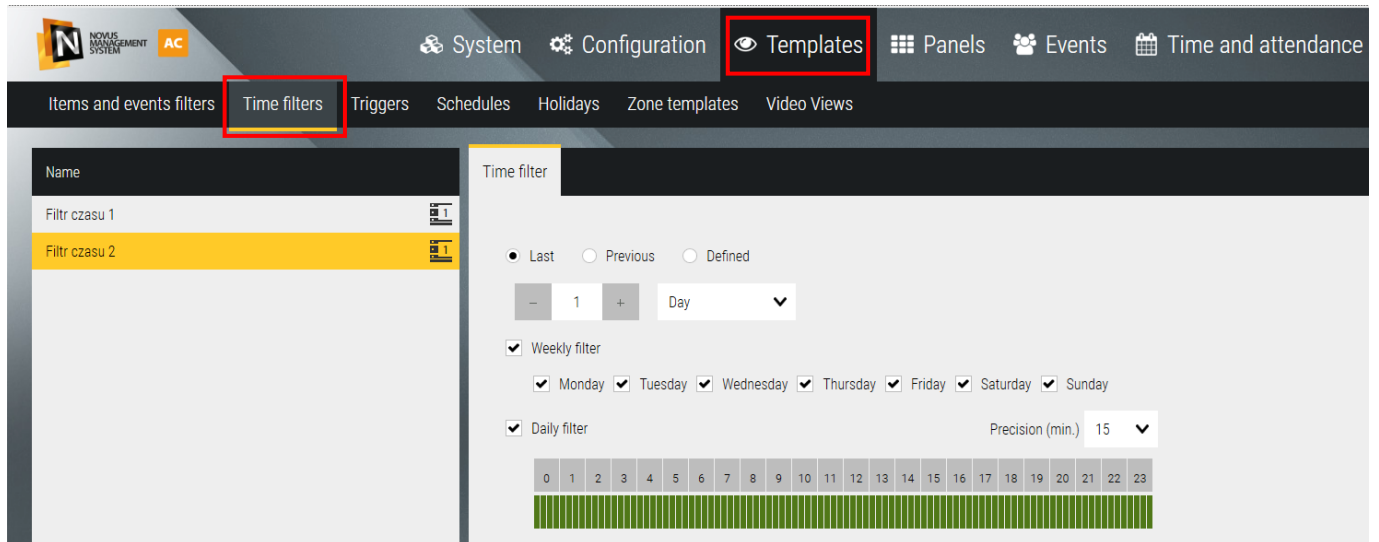 NOVUS
MANAGEMENT
SYSTEM
AC
System Configuration Templates Panels Events Time and attendance
Items and events filters Time filters Triggers Schedules Holidays Zone templates Video Views
Name
Time filter
Filtr czasu 1 1
Filtr czasu 2 1
Last Previous Defined
– 1 + Day
Weekly filter
Monday Tuesday Wednesday Thursday Friday Saturday Sunday
Daily filter Precision (min.) 15
0 1 2 3 4 5 6 7 8 9 10 11 12 13 14 15 16 17 18 19 20 21 22 23